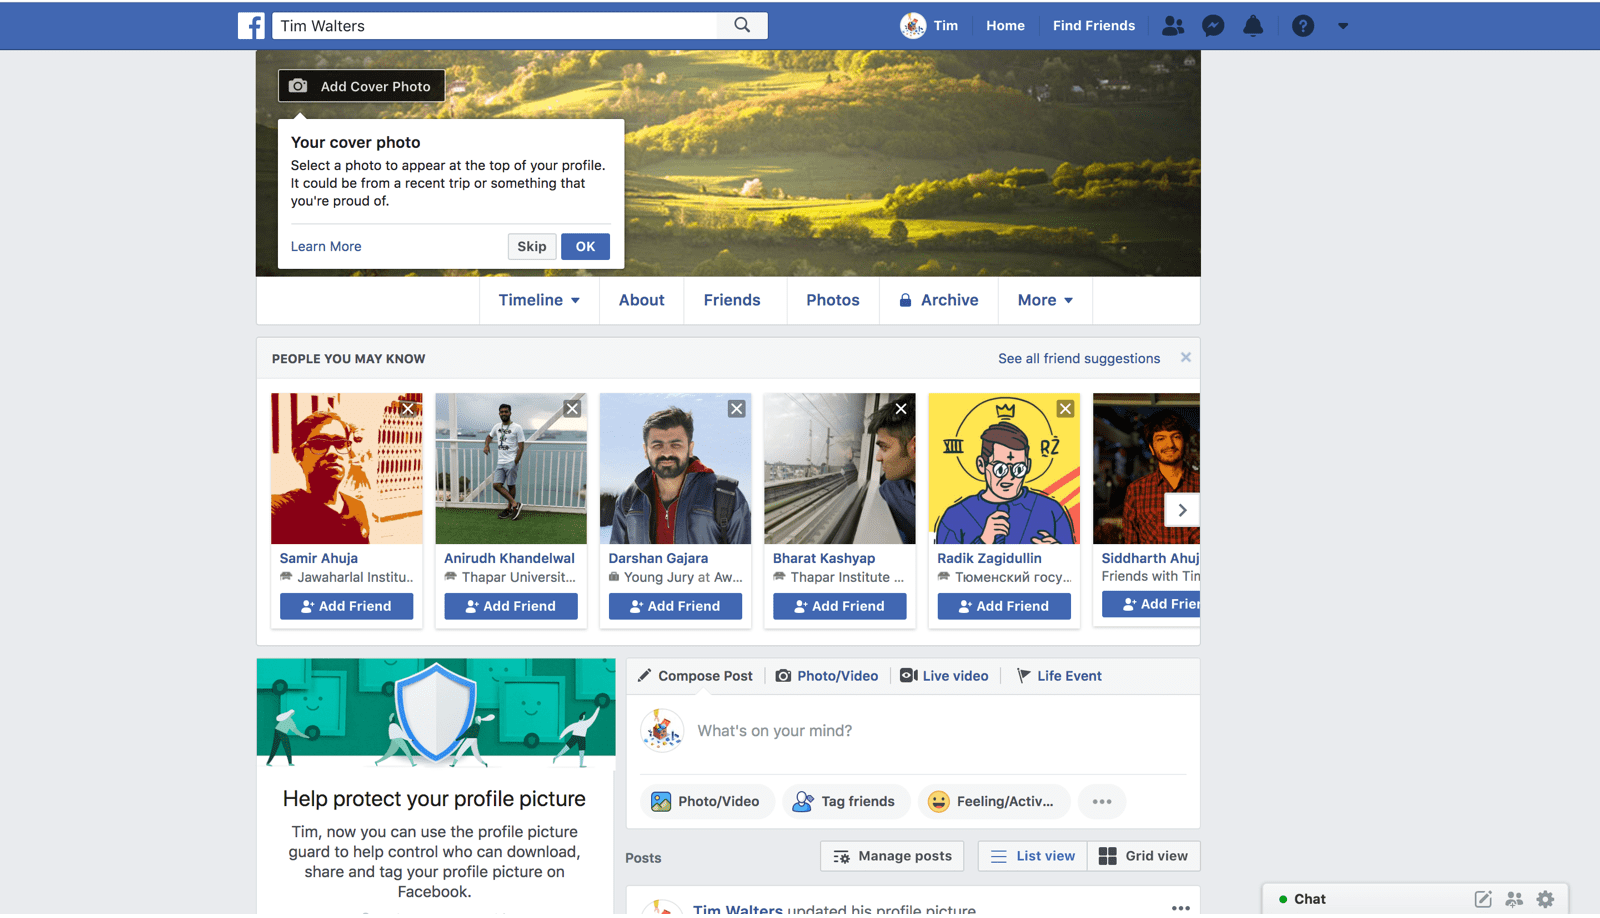 Tim Walters
Tim
Home
Find Friends
Add Cover Photo
Your cover photo
Select a photo to appear at the top of your profile.
It could be from a recent trip or something that
you're proud of.
Learn More
Skip
OK
Timeline
About
Friends
Photos
Archive
More
PEOPLE YOU MAY KNOW
See all friend suggestions
XIII
RŽ
Samir Ahuja
Jawaharlal Institu..
Add Friend
Anirudh Khandelwal
Thapar Universit...
Add Friend
Darshan Gajara
Young Jury at Aw...
Add Friend
Bharat Kashyap
Thapar Institute ...
Add Friend
Radik Zagidullin
Тюменский госу...
Add Friend
Siddharth Ahuj
Friends with Tim
Add Frien
Help protect your profile picture
Tim, now you can use the profile picture
guard to help control who can download,
share and tag your profile picture on
Facebook.
Compose Post
Photo/Video
Live video
Life Event
What's on your mind?
Photo/Video
Tag friends
Feeling/Activ...
Posts
Manage posts
List view
Grid view
Tim Walters updated his profile picture
Chat